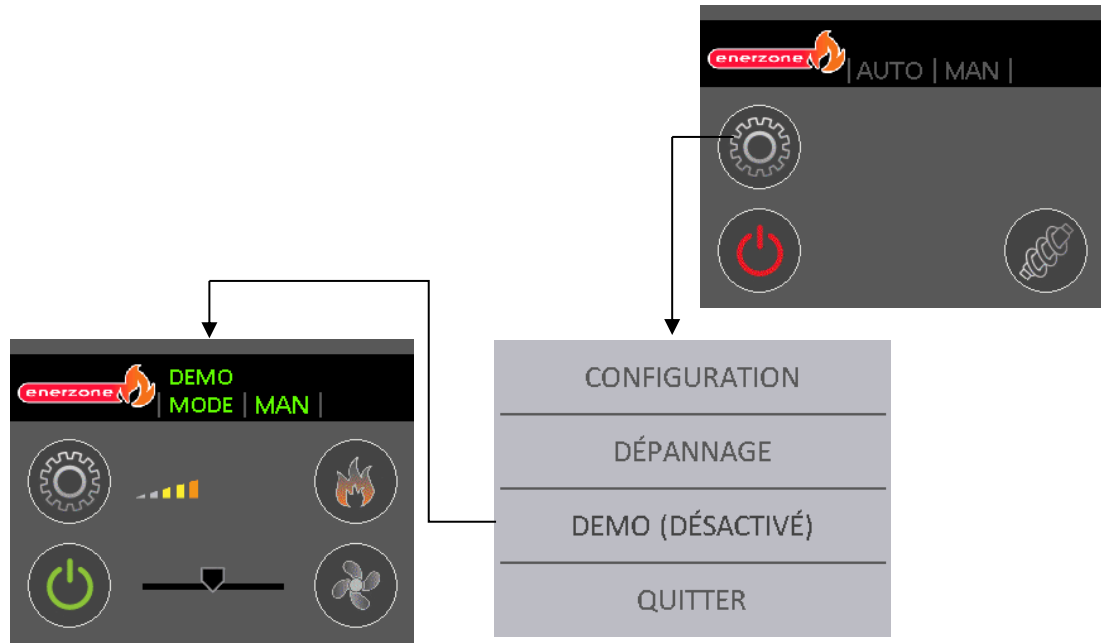 enerzone | AUTO | MAN |
enerzone | DEMO
MODE | MAN |
CONFIGURATION
DÉPANNAGE
DEMO (DÉSACTIVÉ)
QUITTER